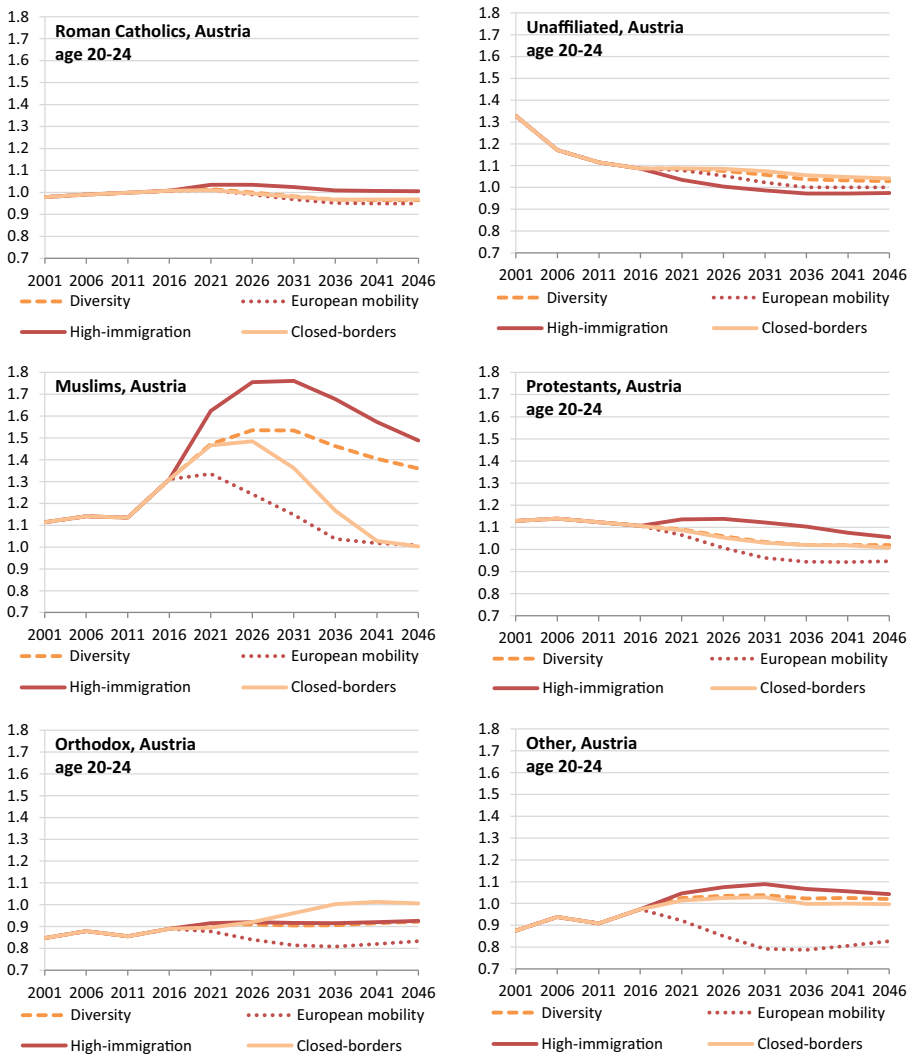 Roman Catholics, Austria
age 20-24
1.8
1.7
1.6
1.5
1.4
1.3
1.2
1.1
1.0
0.9
0.8
0.7
2001 2006 2011 2016 2021 2026 2031 2036 2041 2046
Diversity European mobility
High-immigration Closed-borders
Unaffiliated, Austria
age 20-24
1.8
1.7
1.6
1.5
1.4
1.3
1.2
1.1
1.0
0.9
0.8
0.7
2001 2006 2011 2016 2021 2026 2031 2036 2041 2046
Diversity European mobility
High-immigration Closed-borders
Muslims, Austria
1.8
1.7
1.6
1.5
1.4
1.3
1.2
1.1
1.0
0.9
0.8
0.7
2001 2006 2011 2016 2021 2026 2031 2036 2041 2046
Diversity European mobility
High-immigration Closed-borders
Protestants, Austria
age 20-24
1.8
1.7
1.6
1.5
1.4
1.3
1.2
1.1
1.0
0.9
0.8
0.7
2001 2006 2011 2016 2021 2026 2031 2036 2041 2046
Diversity European mobility
High-immigration Closed-borders
Orthodox, Austria
age 20-24
1.8
1.7
1.6
1.5
1.4
1.3
1.2
1.1
1.0
0.9
0.8
0.7
2001 2006 2011 2016 2021 2026 2031 2036 2041 2046
Diversity European mobility
High-immigration Closed-borders
Other, Austria
age 20-24
1.8
1.7
1.6
1.5
1.4
1.3
1.2
1.1
1.0
0.9
0.8
0.7
2001 2006 2011 2016 2021 2026 2031 2036 2041 2046
Diversity European mobility
High-immigration Closed-borders